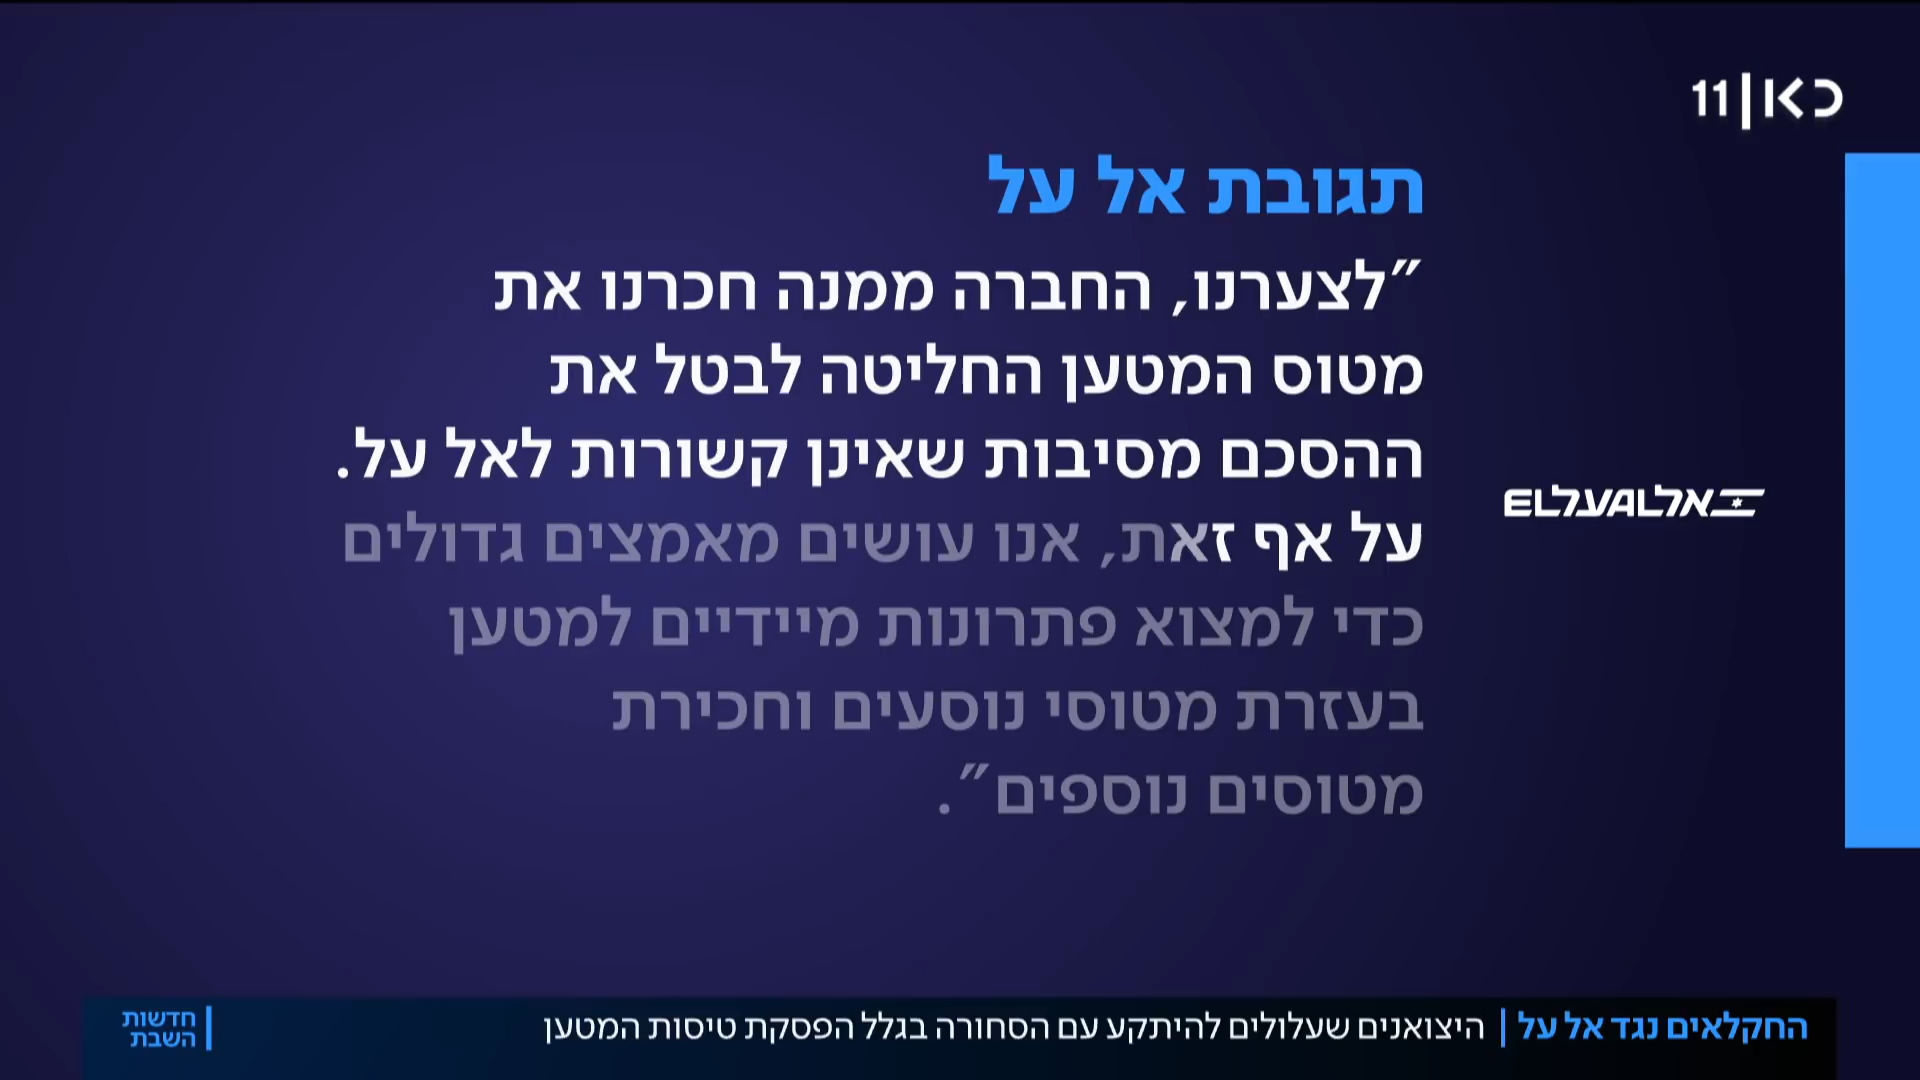 כאן|11
תגובת אל על
"לצערנו, החברה ממנה חכרנו את
מטוס המטען החליטה לבטל את
ההסכם מסיבות שאינן קשורות לאל על.
על אף זאת, אנו עושים מאמצים גדולים
כדי למצוא פתרונות מיידיים למטען
בעזרת מטוסי נוסעים וחכירת
מטוסים נוספים".
אלעל ELAL
החקלאים נגד אל על | היצואנים שעלולים להיתקע עם הסחורה בגלל הפסקת טיסות המטען
חדשות
השבת